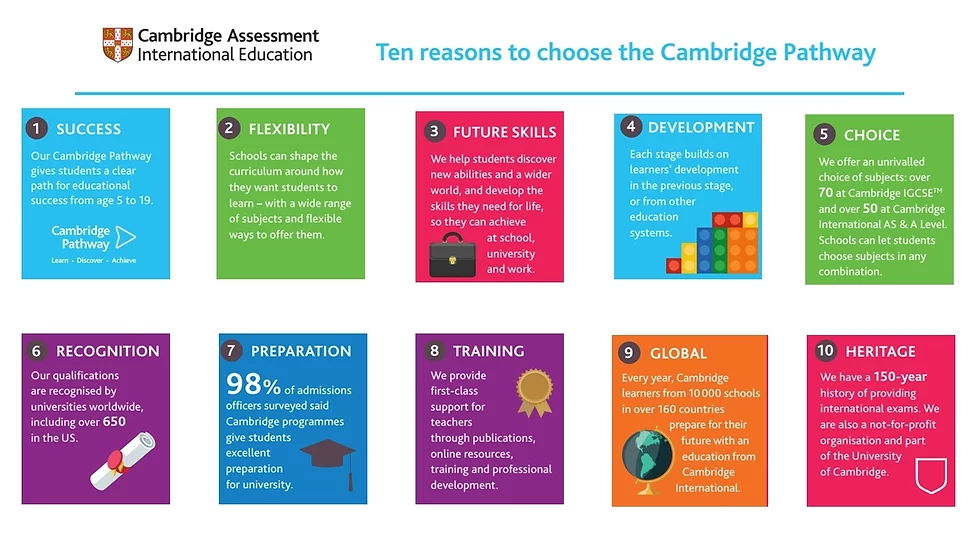 Cambridge Assessment
International Education
Ten reasons to choose the Cambridge Pathway
1 SUCCESS
Our Cambridge Pathway
gives students a clear
path for educational
success from age 5 to 19.
Cambridge
Pathway
Learn • Discover • Achieve
2 FLEXIBILITY
Schools can shape the
curriculum around how
they want students to
learn – with a wide range
of subjects and flexible
ways to offer them.
3 FUTURE SKILLS
We help students discover
new abilities and a wider
world, and develop the
skills they need for life,
so they can achieve
at school,
university
and work.
4 DEVELOPMENT
Each stage builds on
learners' development
in the previous stage,
or from other
education
systems.
5 CHOICE
We offer an unrivalled
choice of subjects: over
70 at Cambridge IGCSE™
and over 50 at Cambridge
International AS & A Level.
Schools can let students
choose subjects in any
combination.
6 RECOGNITION
Our qualifications
are recognised by
universities worldwide,
including over 650
in the US.
7 PREPARATION
98% of admissions
officers surveyed said
Cambridge programmes
give students
excellent
preparation
for university.
8 TRAINING
We provide
first-class
support for
teachers
through publications,
online resources,
training and professional
development.
9 GLOBAL
Every year, Cambridge
learners from 10 000 schools
in over 160 countries
prepare for their
future with an
education from
Cambridge
International.
10 HERITAGE
We have a 150-year
history of providing
international exams. We
are also a not-for-profit
organisation and part
of the University
of Cambridge.